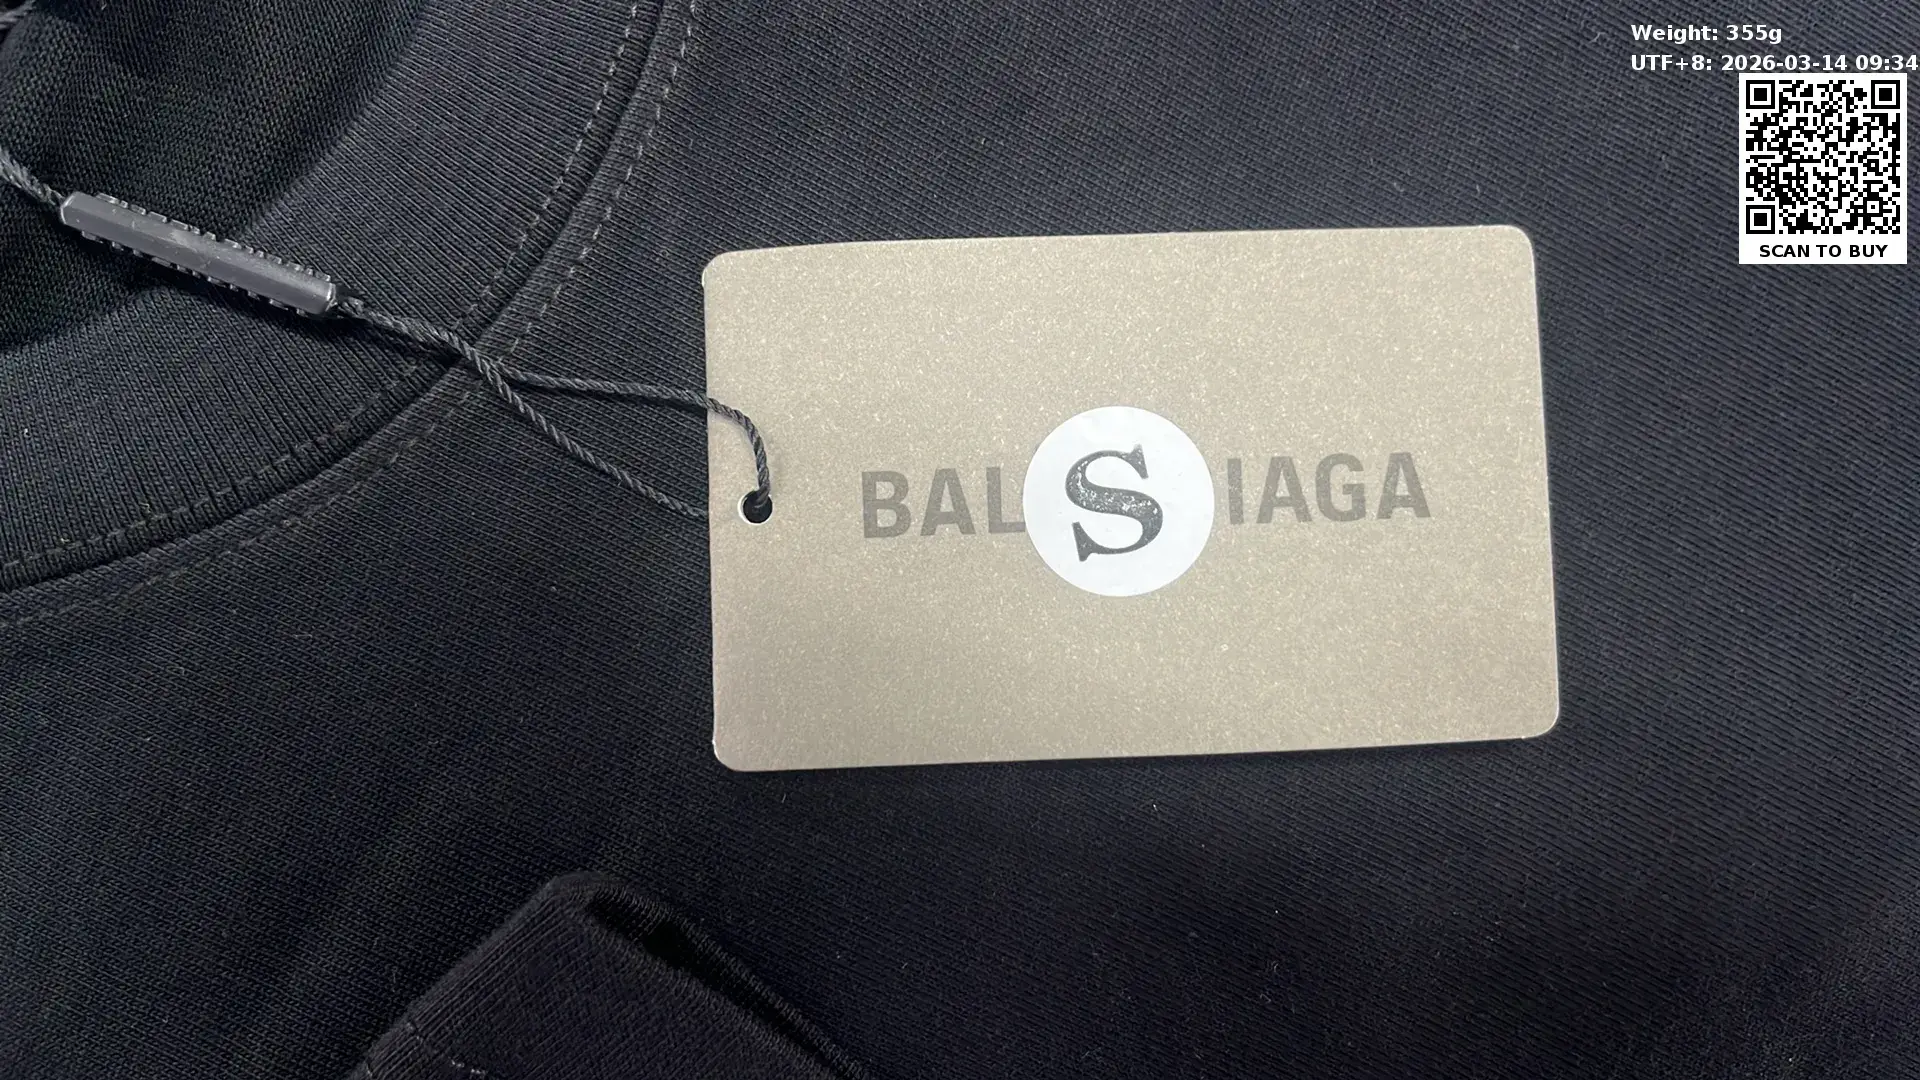 Weight: 355g
UTF+8: 2026-03-14 09:34
SCAN TO BUY
BAL S IAGA